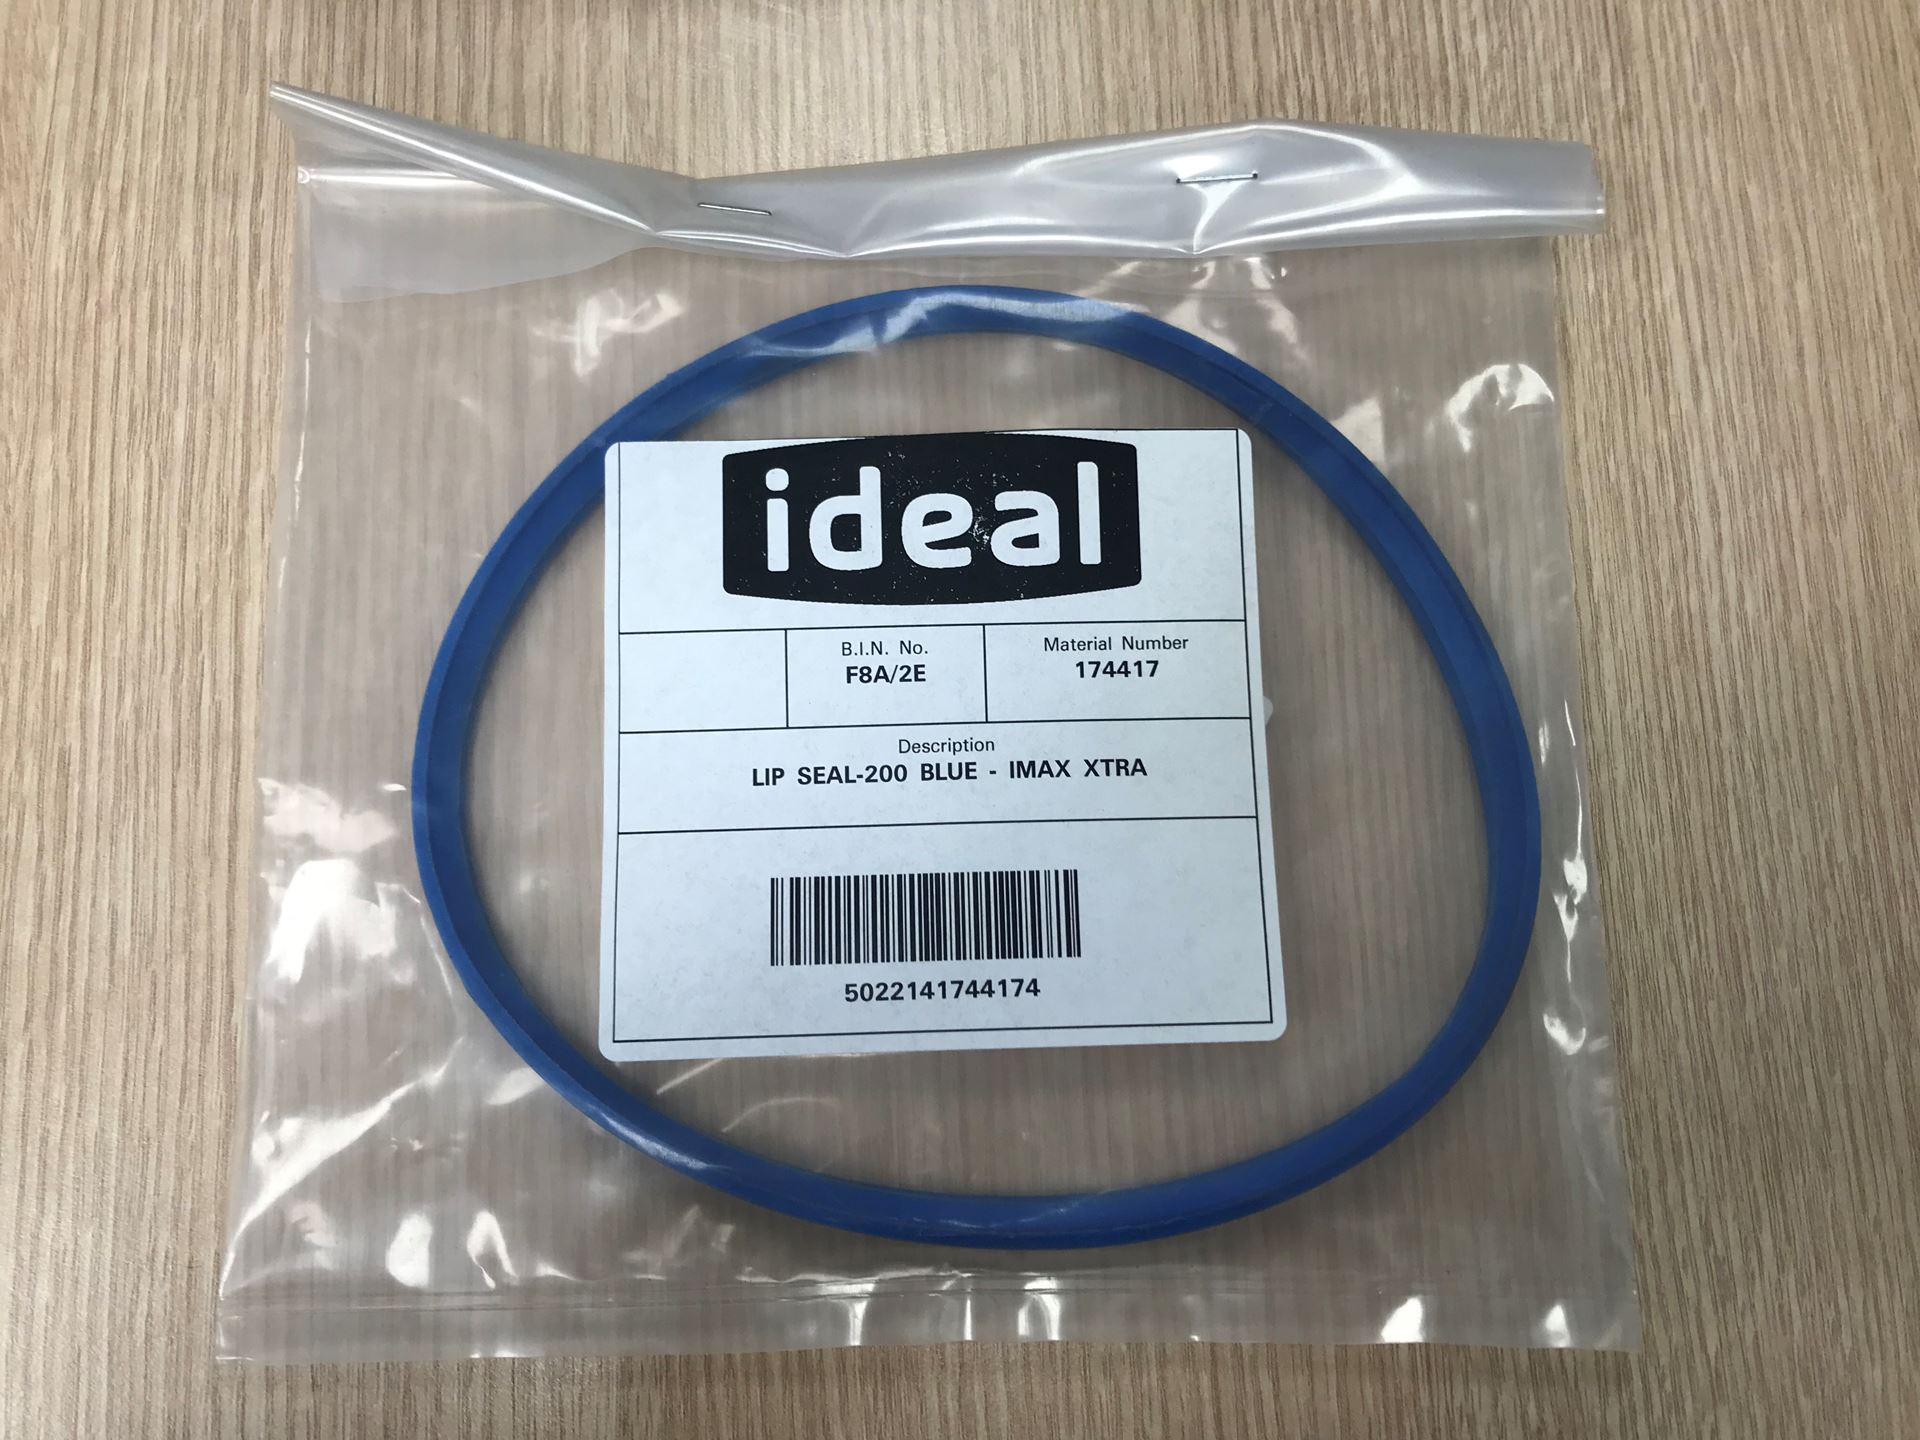 ideal
B.I.N. No.
F8A/2E
Material Number
174417
Description
LIP SEAL-200 BLUE - IMAX XTRA
5022141744174